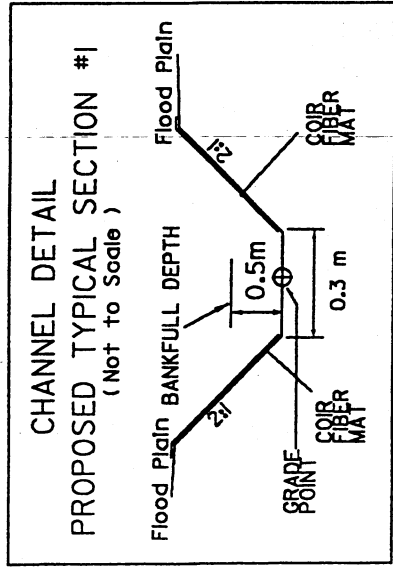 CHANNEL DETAIL
PROPOSED TYPICAL SECTION #1
(Not to Scale)
Flood Plain
BANKFULL DEPTH
Flood Plain
2:1
0.5m
2:1
0.3 m
GRADE
POINT
COIR
FIBER
MAT
COIR
FIBER
MAT